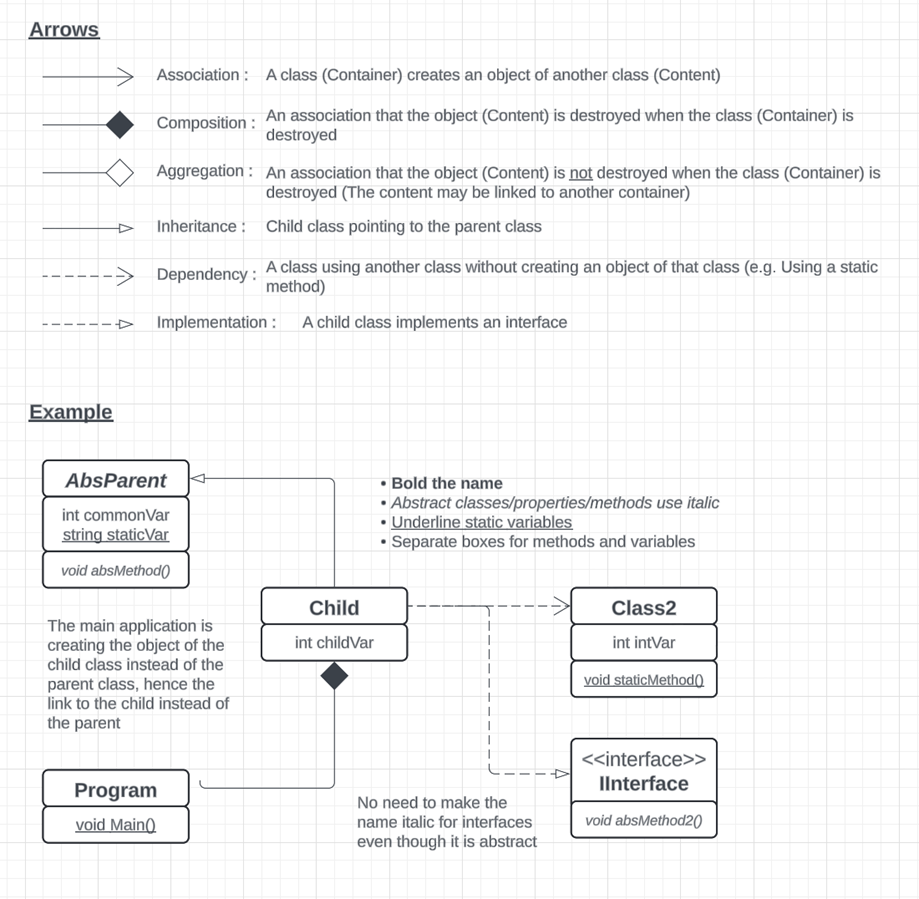 Arrows
Association : A class (Container) creates an object of another class (Content)
Composition : An association that the object (Content) is destroyed when the class (Container) is
destroyed
Aggregation : An association that the object (Content) is not destroyed when the class (Container) is
destroyed (The content may be linked to another container)
Inheritance : Child class pointing to the parent class
Dependency : A class using another class without creating an object of that class (e.g. Using a static
method)
Implementation : A child class implements an interface
Example
AbsParent
int commonVar
string staticVar
void absMethod()
• Bold the name
• Abstract classes/properties/methods use italic
• Underline static variables
• Separate boxes for methods and variables
Child
int childVar
Class2
int intVar
void staticMethod()
The main application is
creating the object of the
child class instead of the
parent class, hence the
link to the child instead of
the parent
Program
void Main()
<<interface>>
IInterface
void absMethod2()
No need to make the
name italic for interfaces
even though it is abstract